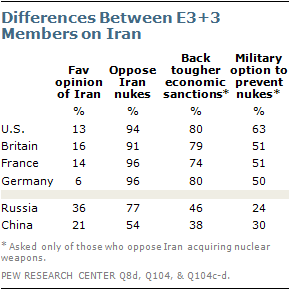 Differences Between E3+3
Members on Iran
Fav opinion of Iran Oppose Iran nukes Back tougher economic sanctions* Military option to prevent nukes*
% % % %
U.S. 13 94 80 63
Britain 16 91 79 51
France 14 96 74 51
Germany 6 96 80 50
Russia 36 77 46 24
China 21 54 38 30
* Asked only of those who oppose Iran acquiring nuclear
weapons.
PEW RESEARCH CENTER Q8d, Q104, & Q104c-d.